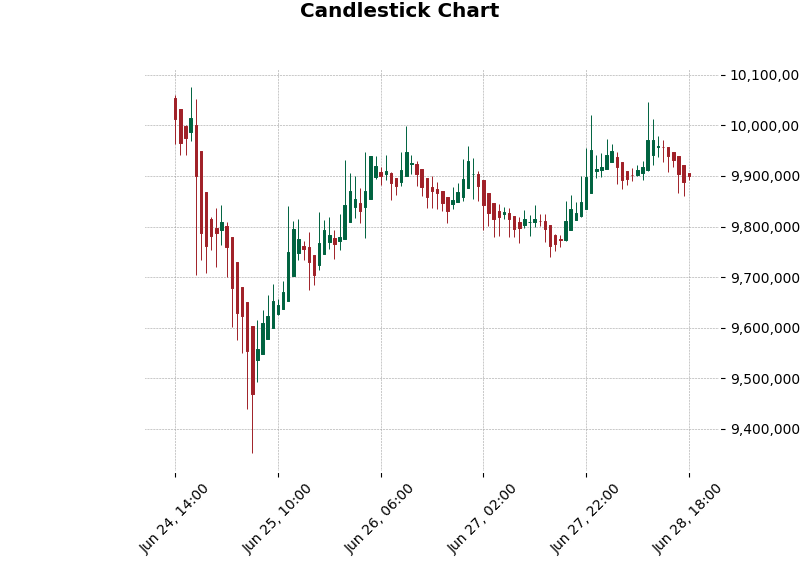 Candlestick Chart
10,100,00
10,000,00
9,900,000
9,800,000
9,700,000
9,600,000
9,500,000
9,400,000
Jun 24, 14:00
Jun 25, 10:00
Jun 26, 06:00
Jun 27, 02:00
Jun 27, 22:00
Jun 28, 18:00